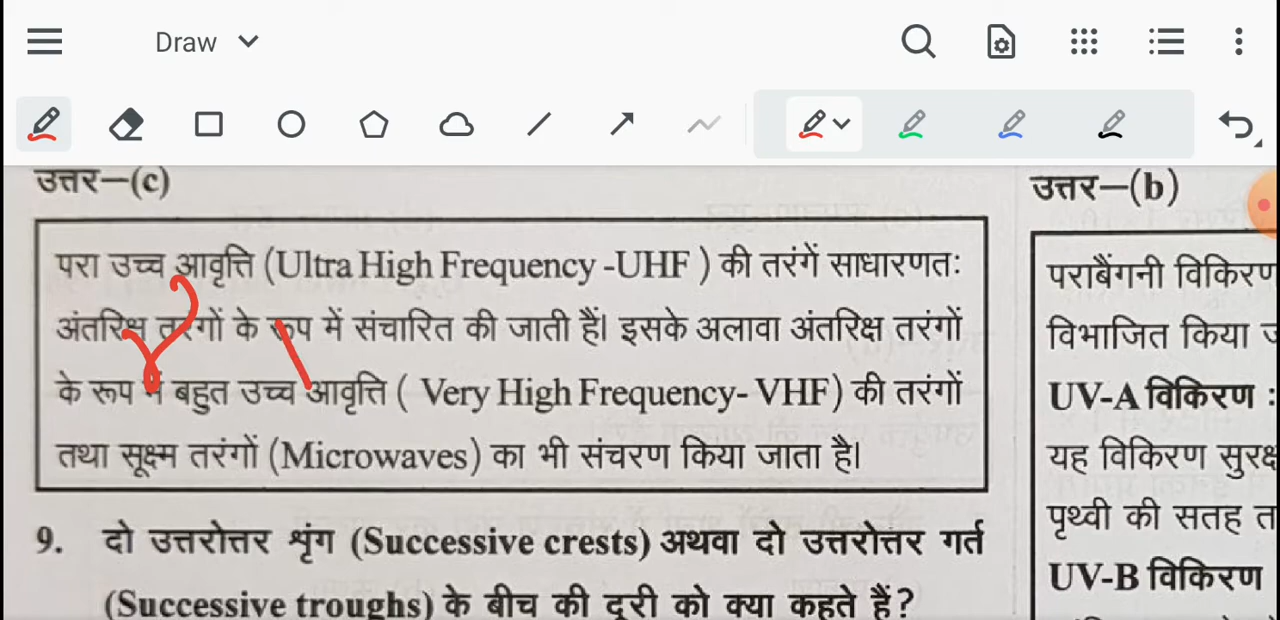 Draw
उत्तर–(c)
परा उच्च आवृत्ति (Ultra High Frequency -UHF ) की तरंगें साधारणतः
अंतरिक्ष तरंगों के रूप में संचारित की जाती हैं। इसके अलावा अंतरिक्ष तरंगों
के रूप में बहुत उच्च आवृत्ति ( Very High Frequency- VHF) की तरंगों
तथा सूक्ष्म तरंगों (Microwaves) का भी संचरण किया जाता है।
9. दो उत्तरोत्तर शृंग (Successive crests) अथवा दो उत्तरोत्तर गर्त
(Successive troughs) के बीच की दूरी को क्या कहते हैं?
उत्तर–(b)
पराबैंगनी विकिरण
विभाजित किया
UV-A विकिरण :
यह विकिरण
पृथ्वी की सतह
UV-B विकिरण